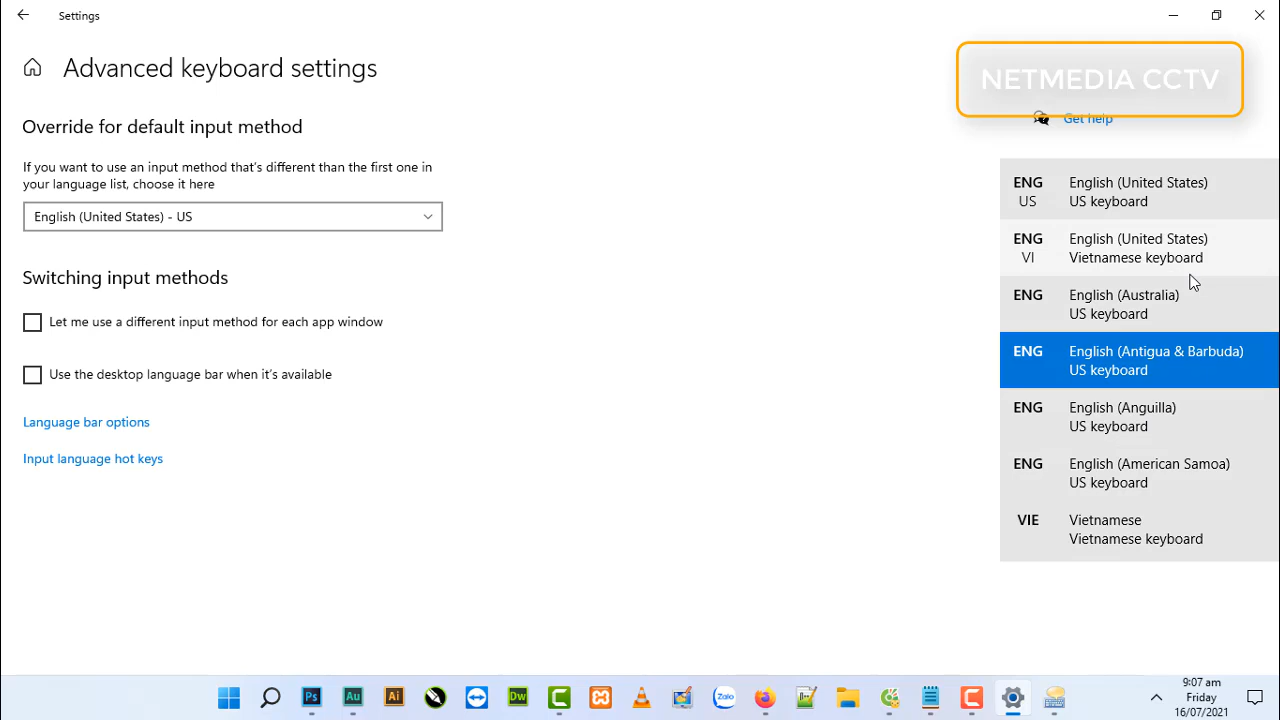 Settings
Advanced keyboard settings
NETMEDIA CCTV
Get help
Override for default input method
If you want to use an input method that's different than the first one in
your language list, choose it here
English (United States) - US
Switching input methods
Let me use a different input method for each app window
Use the desktop language bar when it's available
Language bar options
Input language hot keys
ENG English (United States)
US US keyboard
ENG English (United States)
VI Vietnamese keyboard
ENG English (Australia)
US keyboard
ENG English (Antigua & Barbuda)
US keyboard
ENG English (Anguilla)
US keyboard
ENG English (American Samoa)
US keyboard
VIE Vietnamese
Vietnamese keyboard
Ps Au Ai Dw C Zalo C
9:07 am
Friday
16/07/2021